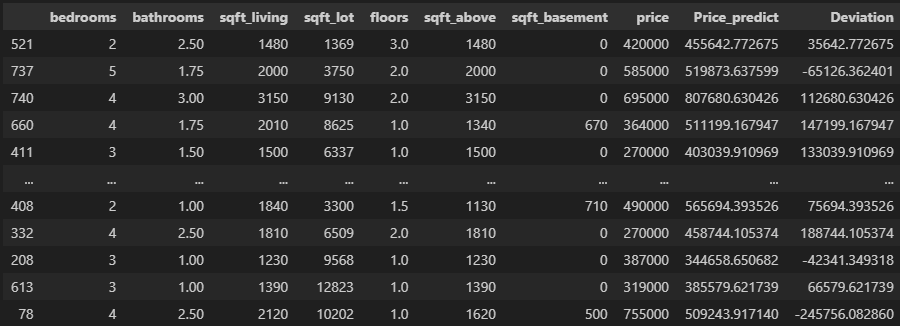 bedrooms bathrooms sqft_living sqft_lot floors sqft_above sqft_basement price Price_predict Deviation
521 2 2.50 1480 1369 3.0 1480 0 420000 455642.772675 35642.772675
737 5 1.75 2000 3750 2.0 2000 0 585000 519873.637599 -65126.362401
740 4 3.00 3150 9130 2.0 3150 0 695000 807680.630426 112680.630426
660 4 1.75 2010 8625 1.0 1340 670 364000 511199.167947 147199.167947
411 3 1.50 1500 6337 1.0 1500 0 270000 403039.910969 133039.910969
... ... ... ... ... ... ... ... ... ... ...
408 2 1.00 1840 3300 1.5 1130 710 490000 565694.393526 75694.393526
332 4 2.50 1810 6509 2.0 1810 0 270000 458744.105374 188744.105374
208 3 1.00 1230 9568 1.0 1230 0 387000 344658.650682 -42341.349318
613 3 1.00 1390 12823 1.0 1390 0 319000 385579.621739 66579.621739
78 4 2.50 2120 10202 1.0 1620 500 755000 509243.917140 -245756.082860